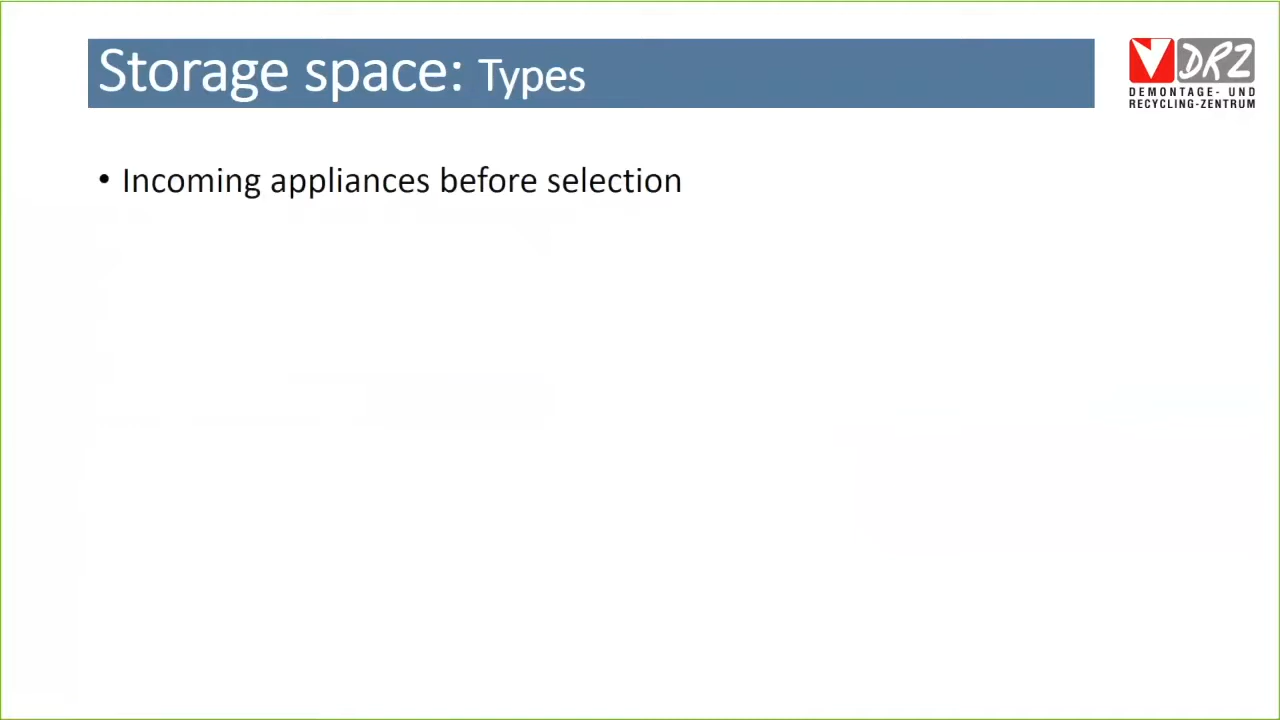 Storage space: Types
DRZ
DEMONTAGE- UND
RECYCLING-ZENTRUM
• Incoming appliances before selection